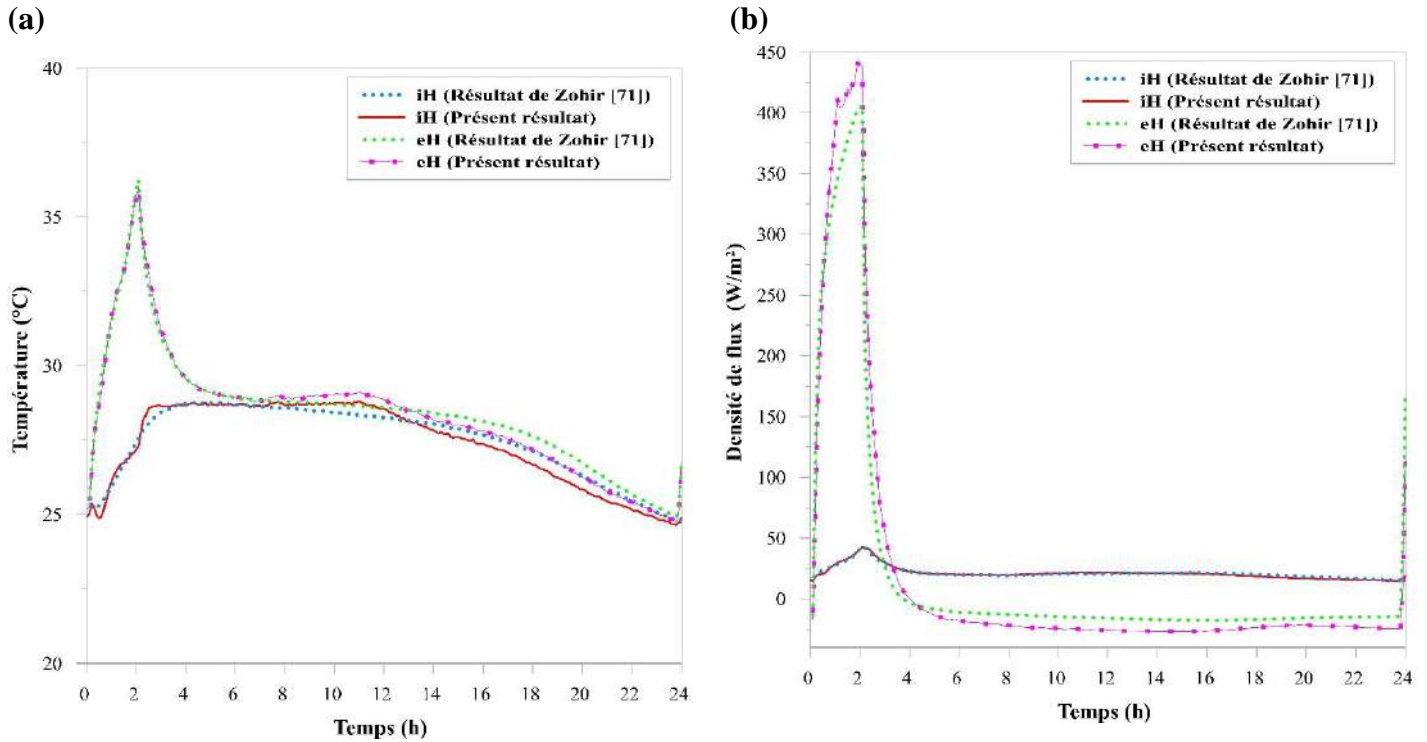 (a)
40
35
30
25
20
0 2 4 6 8 10 12 14 16 18 20 22 24
Température (°C)
Temps (h)
iH (Résultat de Zohir [71])
iH (Présent résultat)
eH (Résultat de Zohir [71])
eH (Présent résultat)
(b)
450
400
350
300
250
200
150
100
50
0
0 2 4 6 8 10 12 14 16 18 20 22 24
Densité de flux (W/m²)
Temps (h)
iH (Résultat de Zohir [71])
iH (Présent résultat)
eH (Résultat de Zohir [71])
eH (Présent résultat)